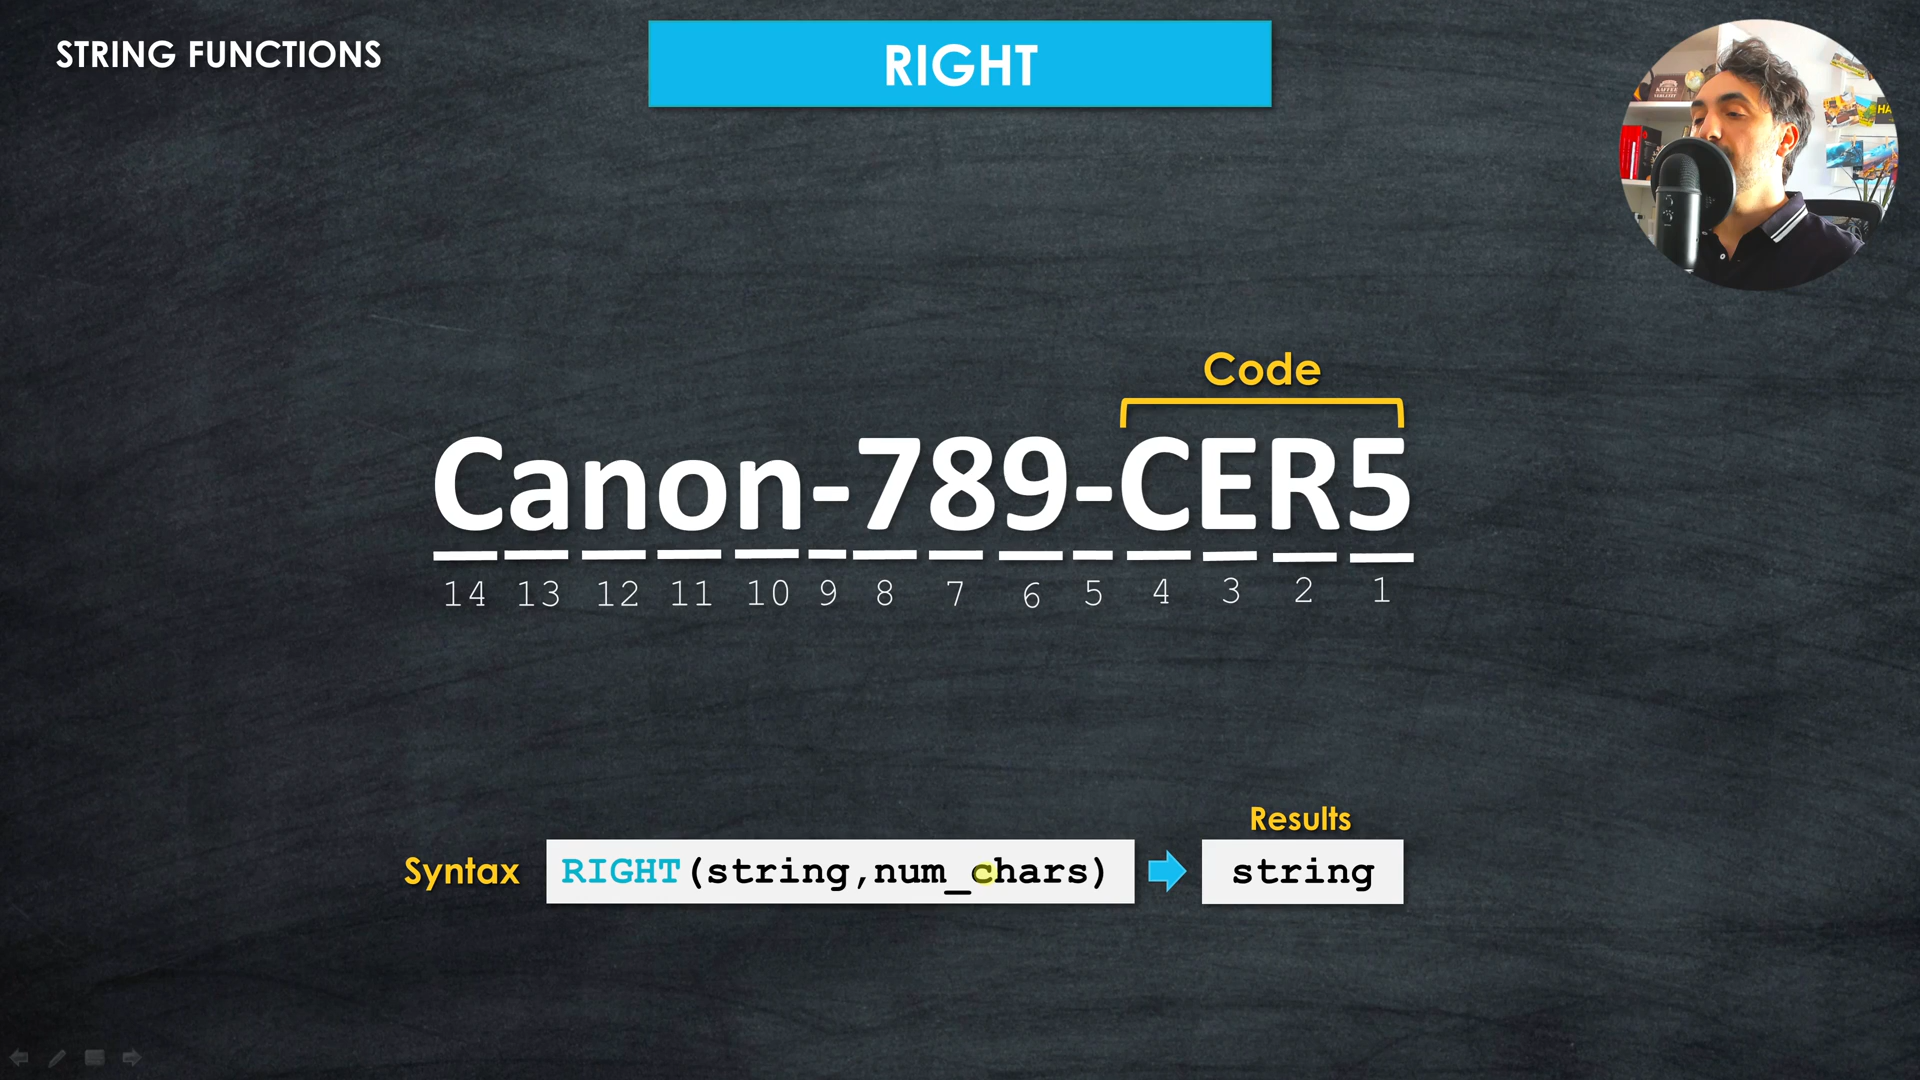 STRING FUNCTIONS
RIGHT
Code
Canon-789-CER5
14 13 12 11 10 9 8 7 6 5 4 3 2 1
Results
Syntax RIGHT(string,num_chars) string